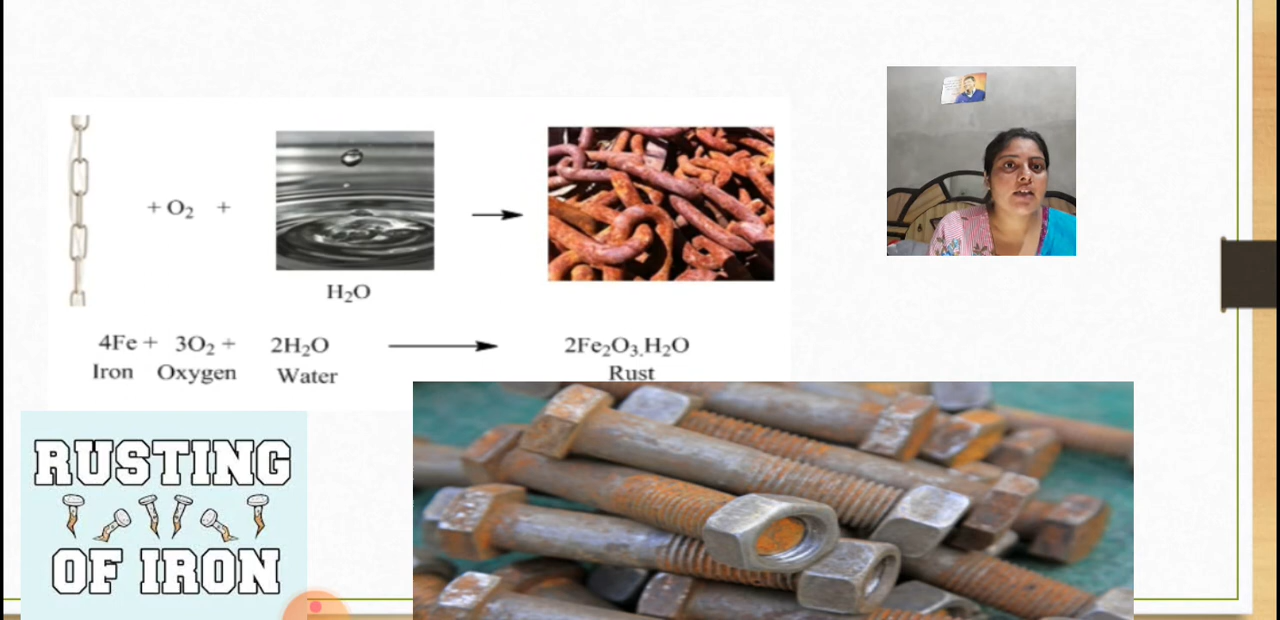 + O₂ +
H₂O
4Fe + 3O₂ + 2H₂O 2Fe₂O₃.H₂O
Iron Oxygen Water Rust
RUSTING
OF IRON